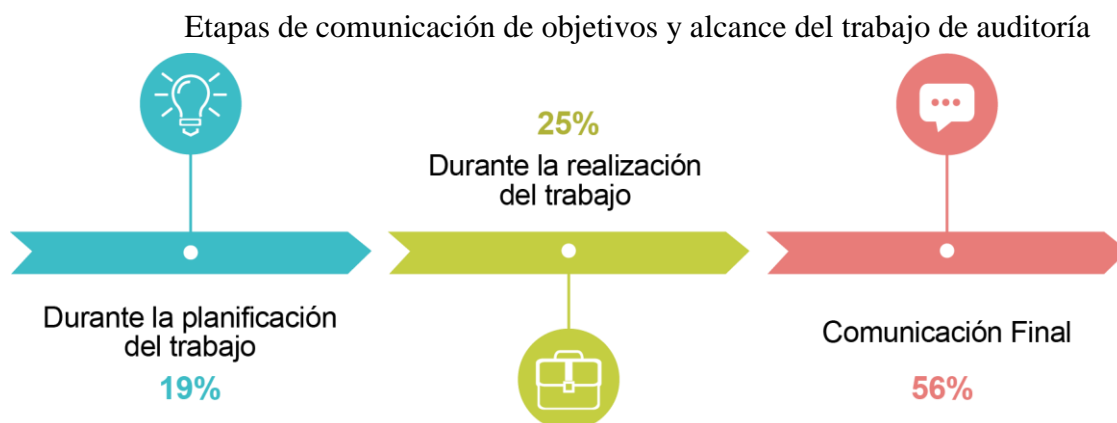 Etapas de comunicación de objetivos y alcance del trabajo de auditoría
Durante la planificación
del trabajo
19%
25%
Durante la realización
del trabajo
Comunicación Final
56%